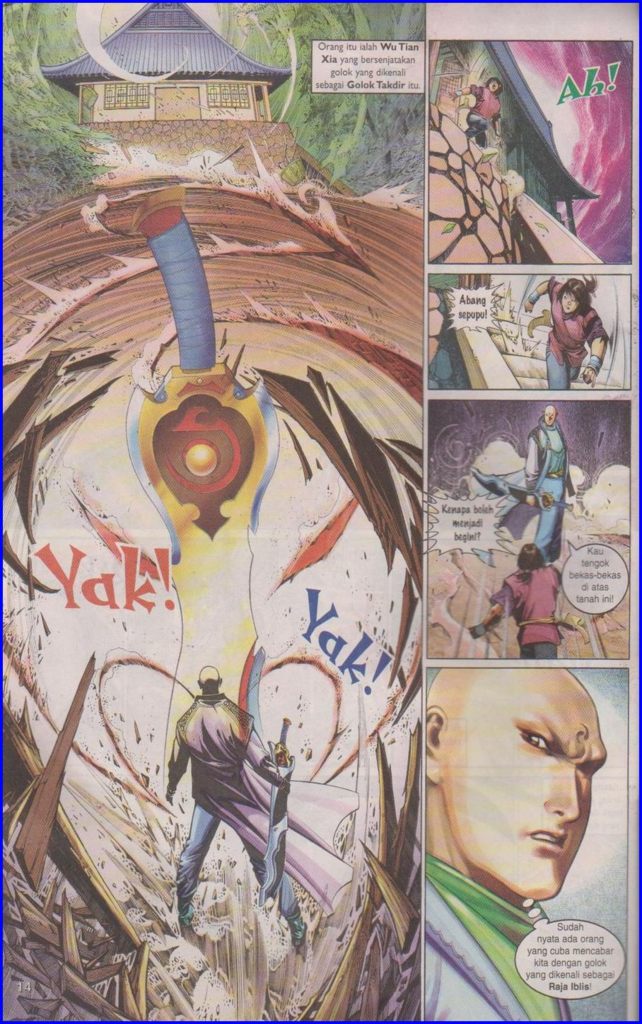 Orang itu ialah Wu Tian
Xia yang bersenjatakan
golok yang dikenali
sebagai Golok Takdir itu.
Yak!
Yak!
14
Ah!
Abang
sepupu!
Kenapa boleh
menjadi
begini?
Kau
tengok
bekas-bekas
di atas
tanah ini!
Sudah
nyata ada orang
yang cuba mencabar
kita dengan golok
yang dikenali sebagai
Raja Iblis!